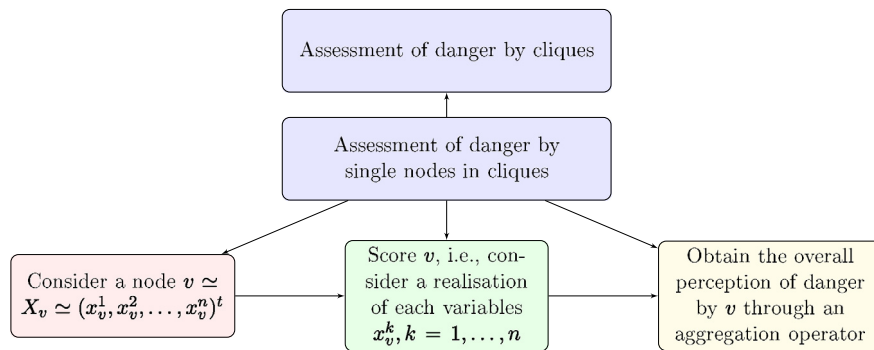 Assessment of danger by cliques
Assessment of danger by
single nodes in cliques
Consider a node v ≃
X_v ≃ (x_v^1, x_v^2, . . . , x_v^n)^t
Score v, i.e., con-
sider a realisation
of each variables
x_v^k, k = 1, . . . , n
Obtain the overall
perception of danger
by v through an
aggregation operator